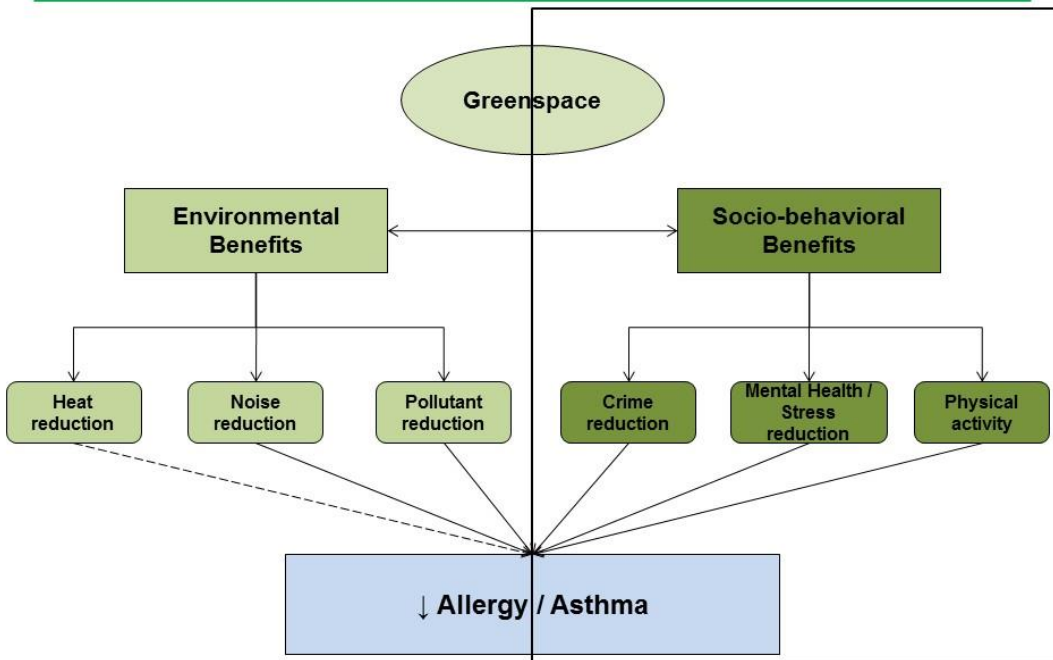 Greenspace
Environmental
Benefits
Socio-behavioral
Benefits
Heat
reduction
Noise
reduction
Pollutant
reduction
Crime
reduction
Mental Health /
Stress
reduction
Physical
activity
↓ Allergy / Asthma